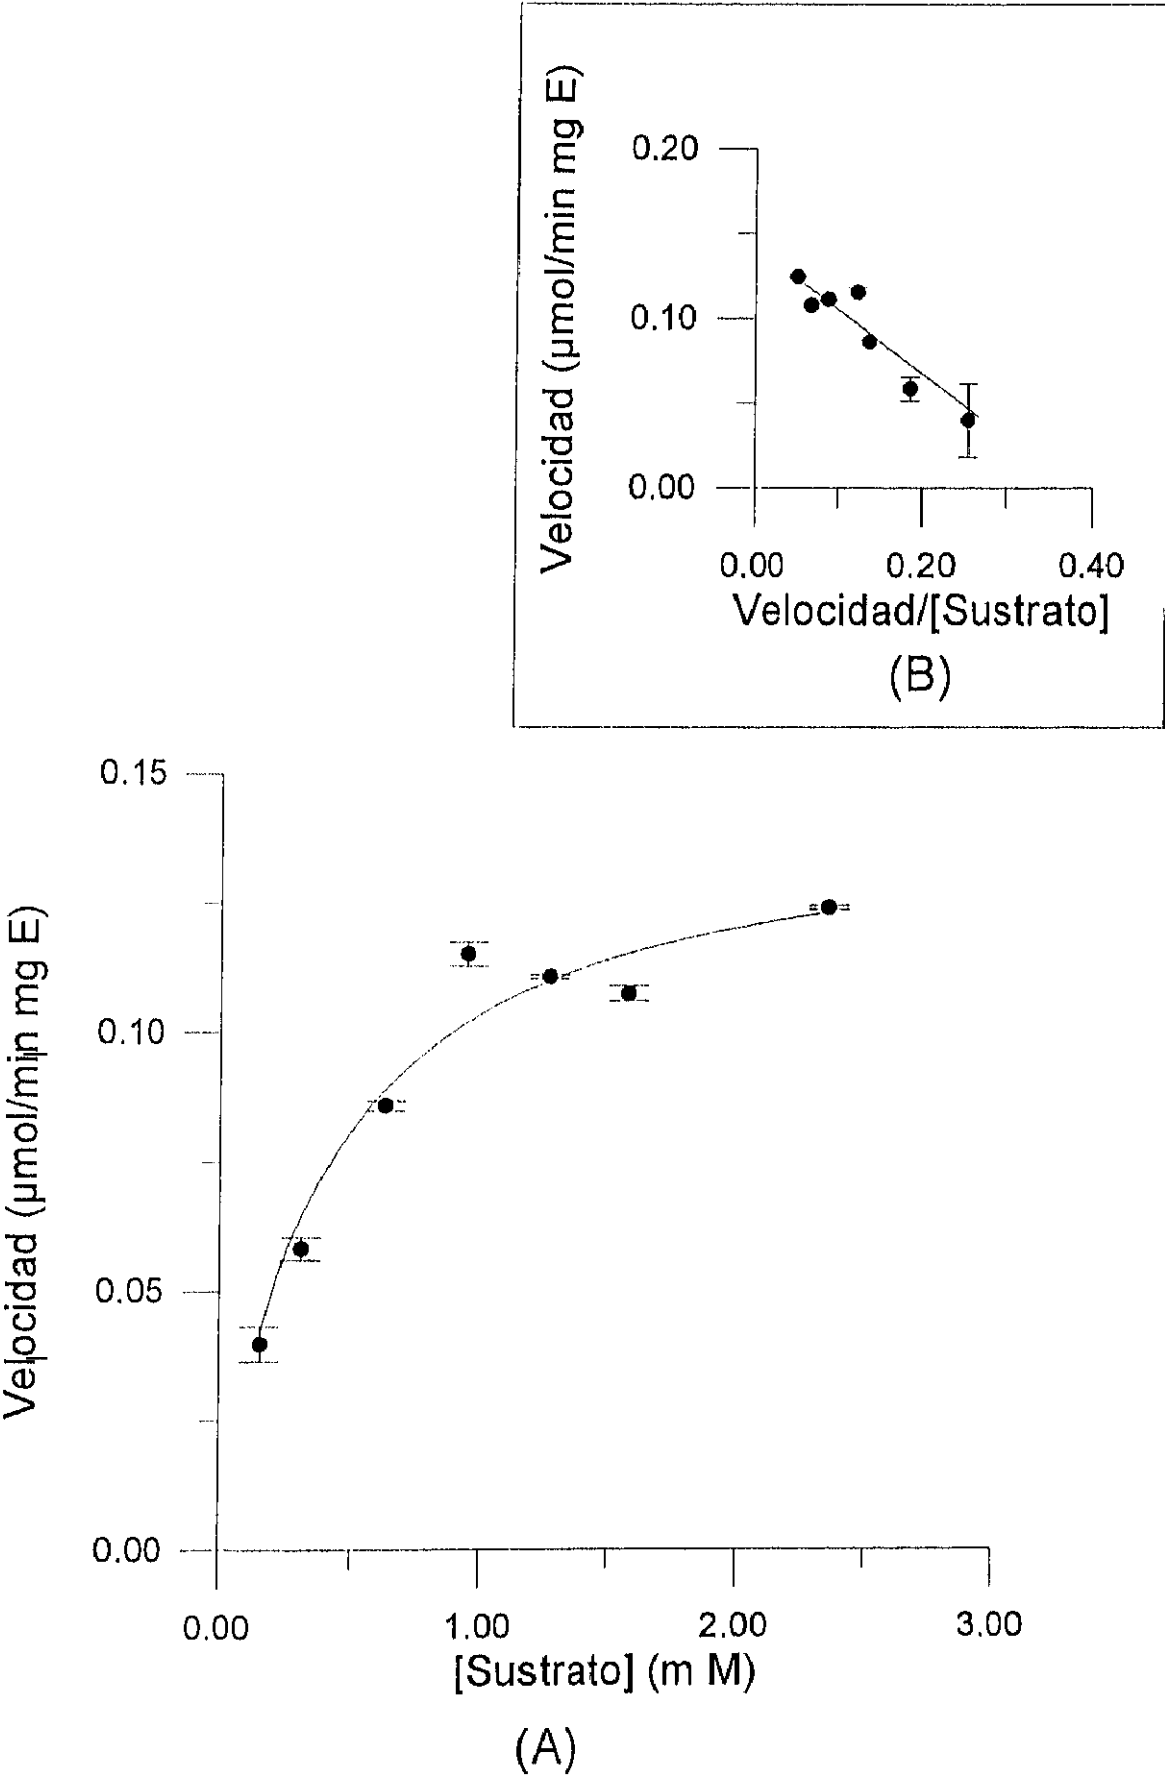 Velocidad (µmol/min mg E)
0.20
0.10
0.00
0.00 0.20 0.40
Velocidad/[Sustrato]
(B)
Velocidad (µmol/min mg E)
0.15
0.10
0.05
0.00
0.00 1.00 2.00 3.00
[Sustrato] (m M)
(A)